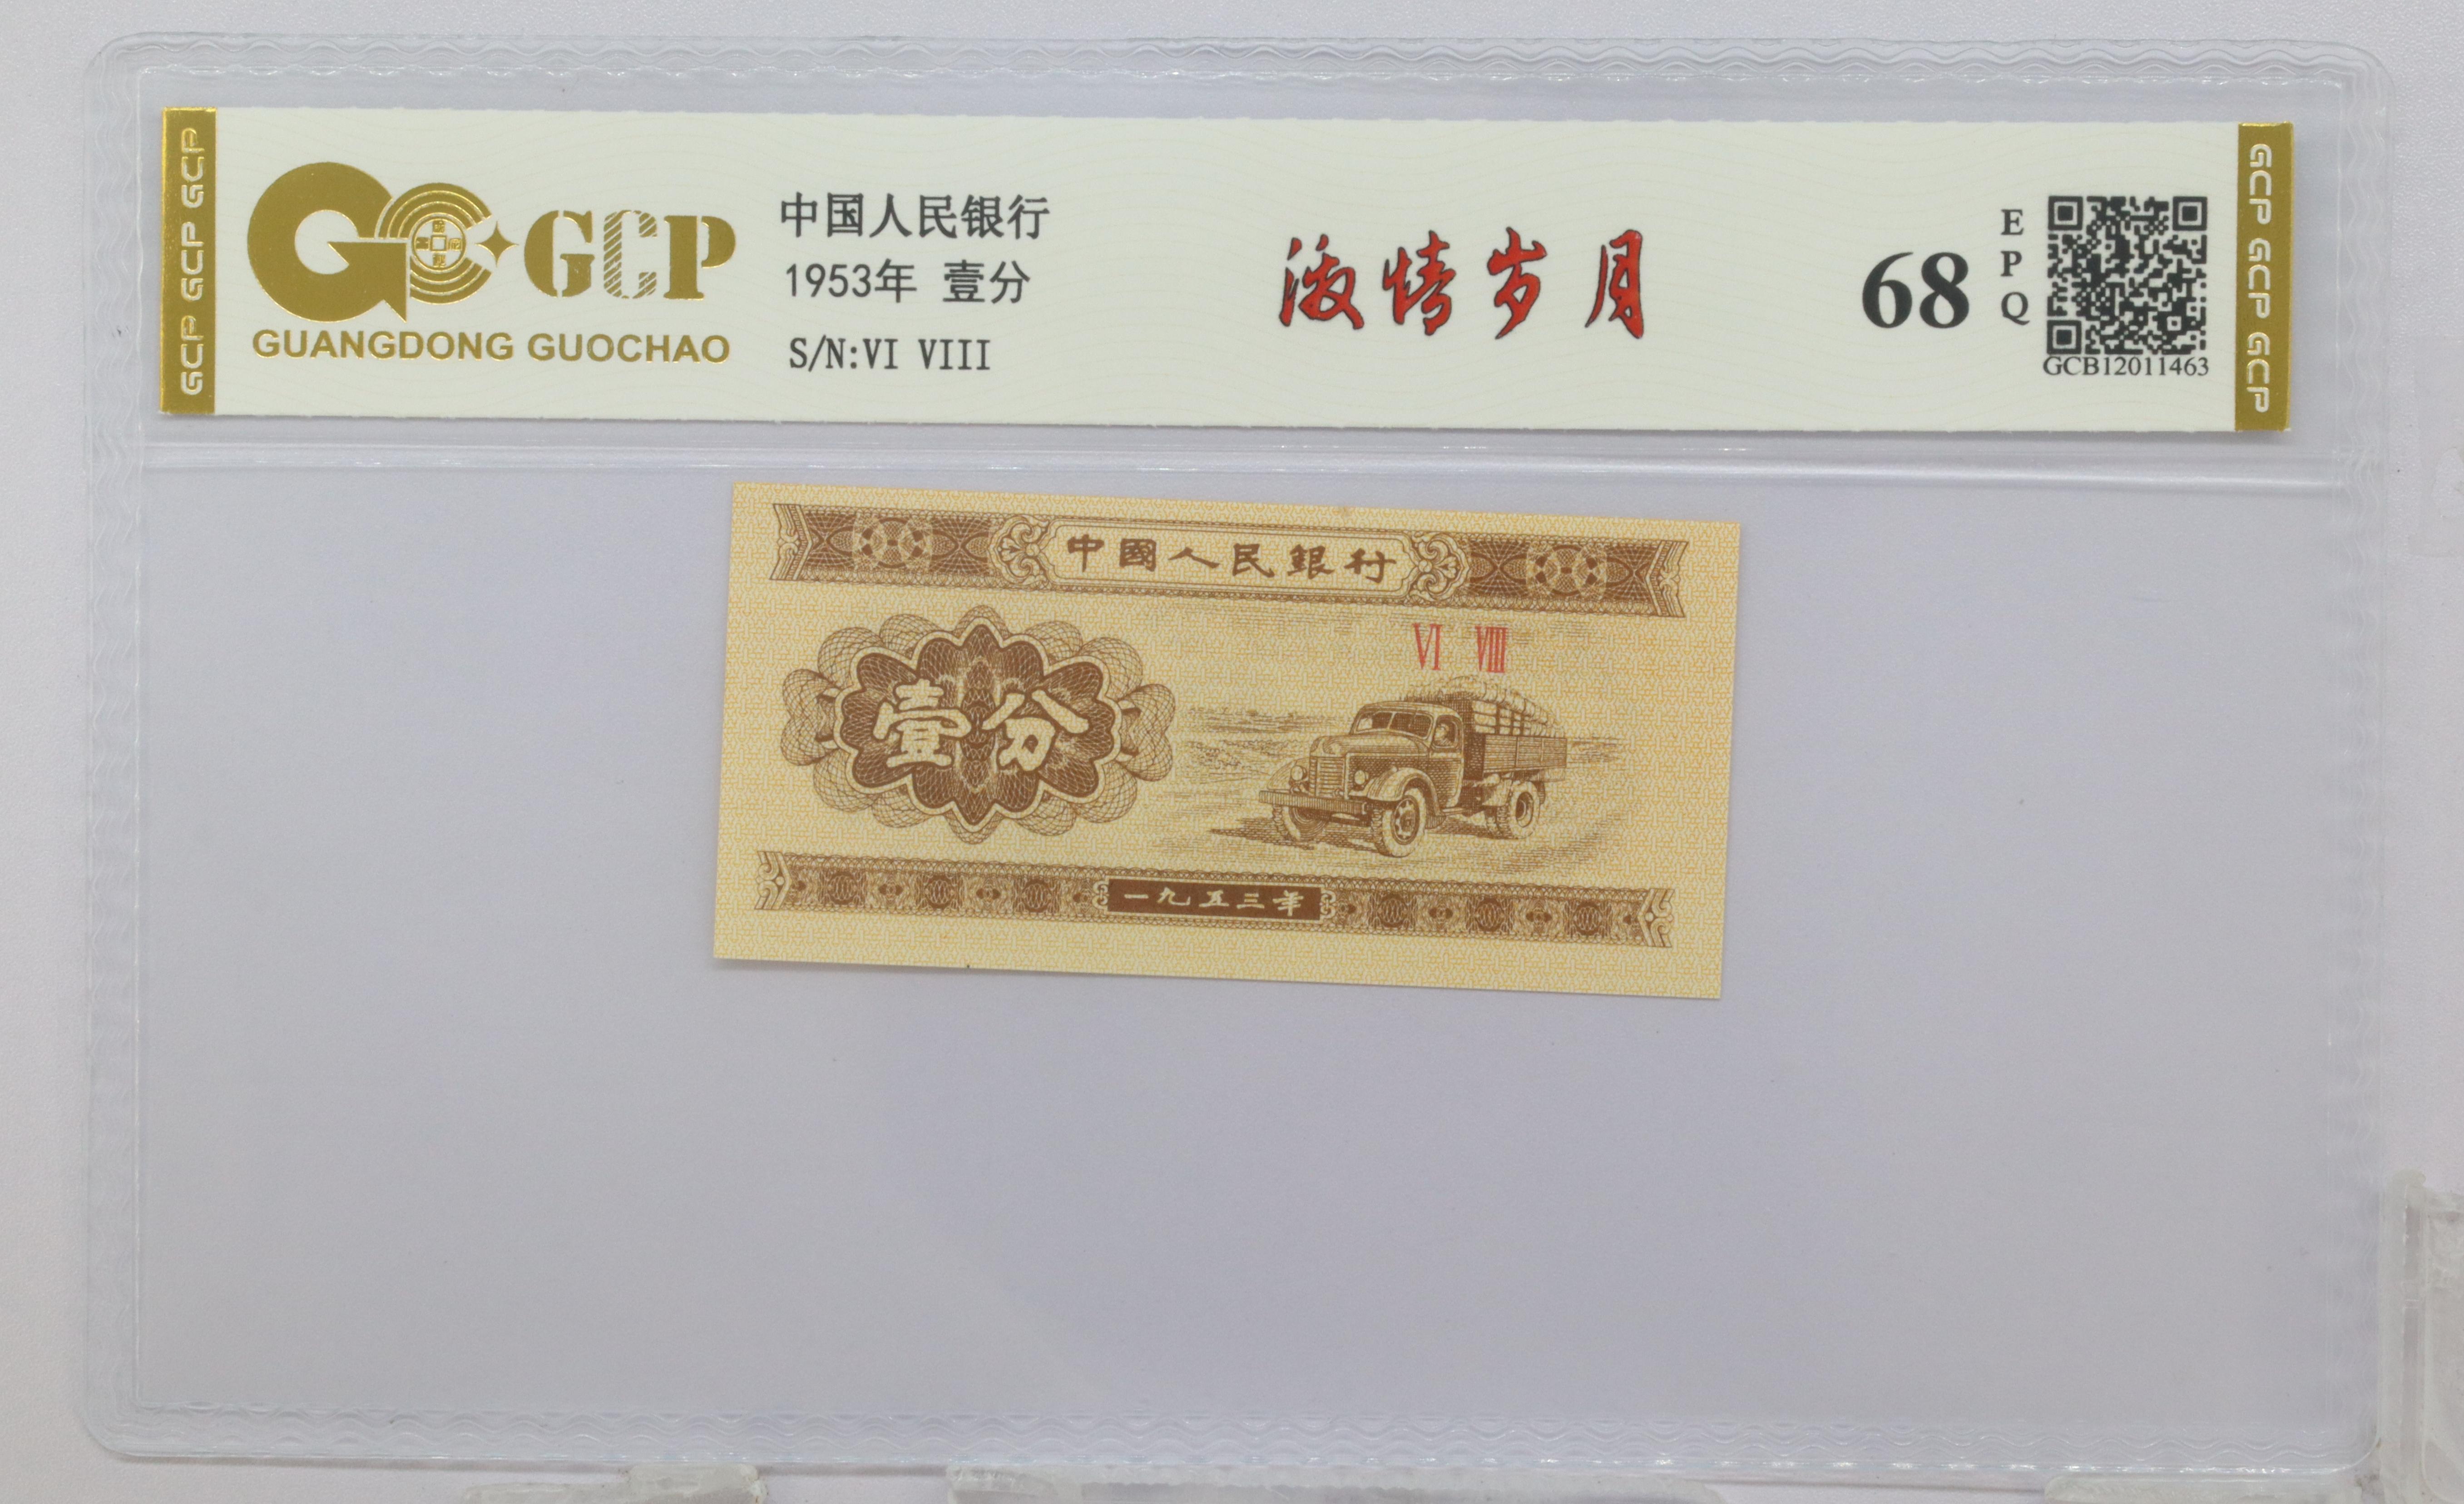 GCP GCP GCP
GCP
GUANGDONG GUOCHAO
中国人民银行
1953年 壹分
S/N:VI VIII
激情岁月
68
EPQ
GCB12011463
GCP GCP GCP
中國人民銀行
VI VIII
壹分
一九五三年